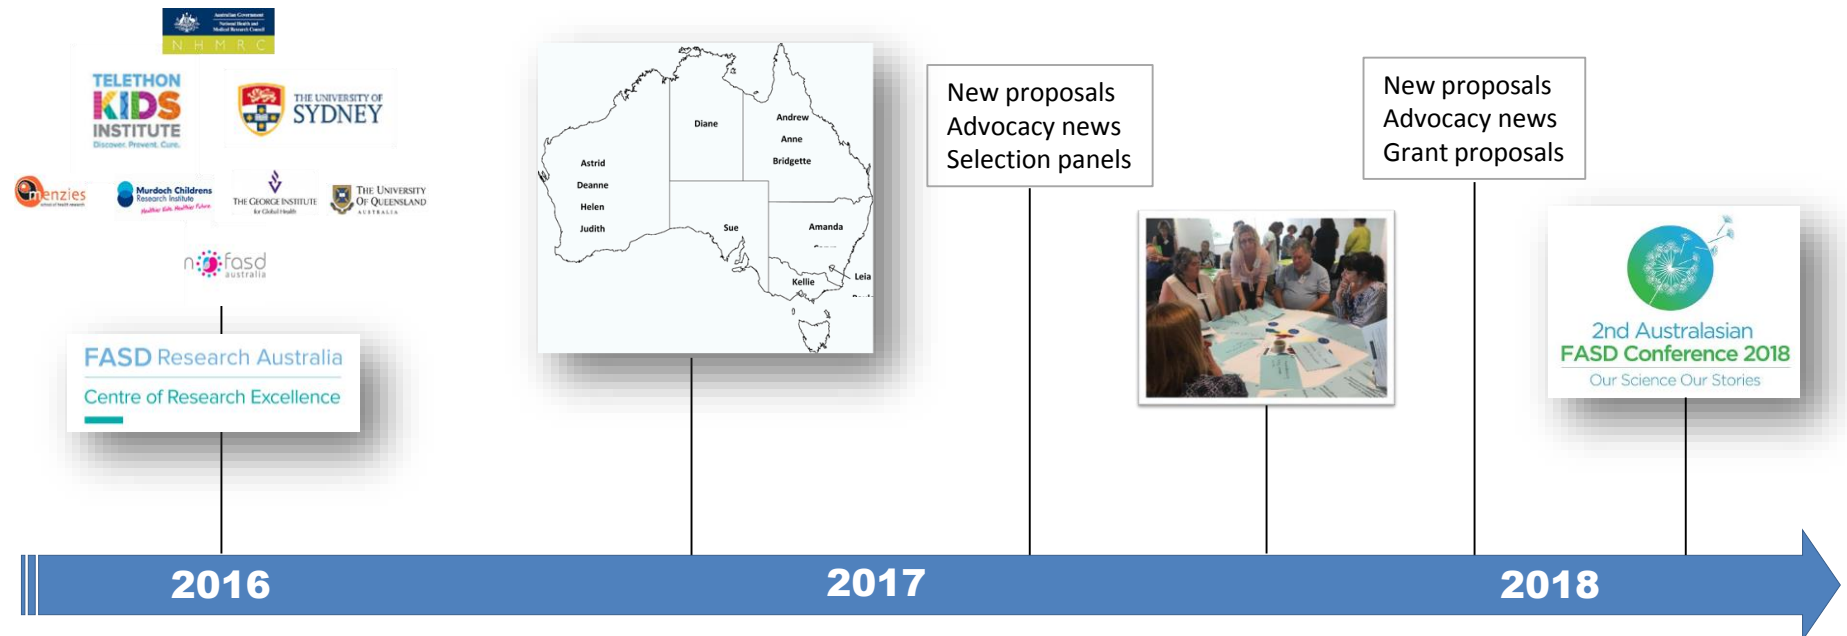 Australian Government
National Health and
Medical Research Council
N H M R C
TELETHON
KIDS
INSTITUTE
Discover. Prevent. Cure.
THE UNIVERSITY OF
SYDNEY
menzies
school of health research
Murdoch Childrens
Research Institute
Healthier Kids. Healthier Future.
THE GEORGE INSTITUTE
for Global Health
THE UNIVERSITY
OF QUEENSLAND
AUSTRALIA
nofasd
australia
FASD Research Australia
Centre of Research Excellence
Diane
Andrew
Anne
Bridgette
Astrid
Deanne
Helen
Judith
Sue
Amanda
Leia
Kellie
New proposals
Advocacy news
Selection panels
New proposals
Advocacy news
Grant proposals
2nd Australasian
FASD Conference 2018
Our Science Our Stories
2016
2017
2018